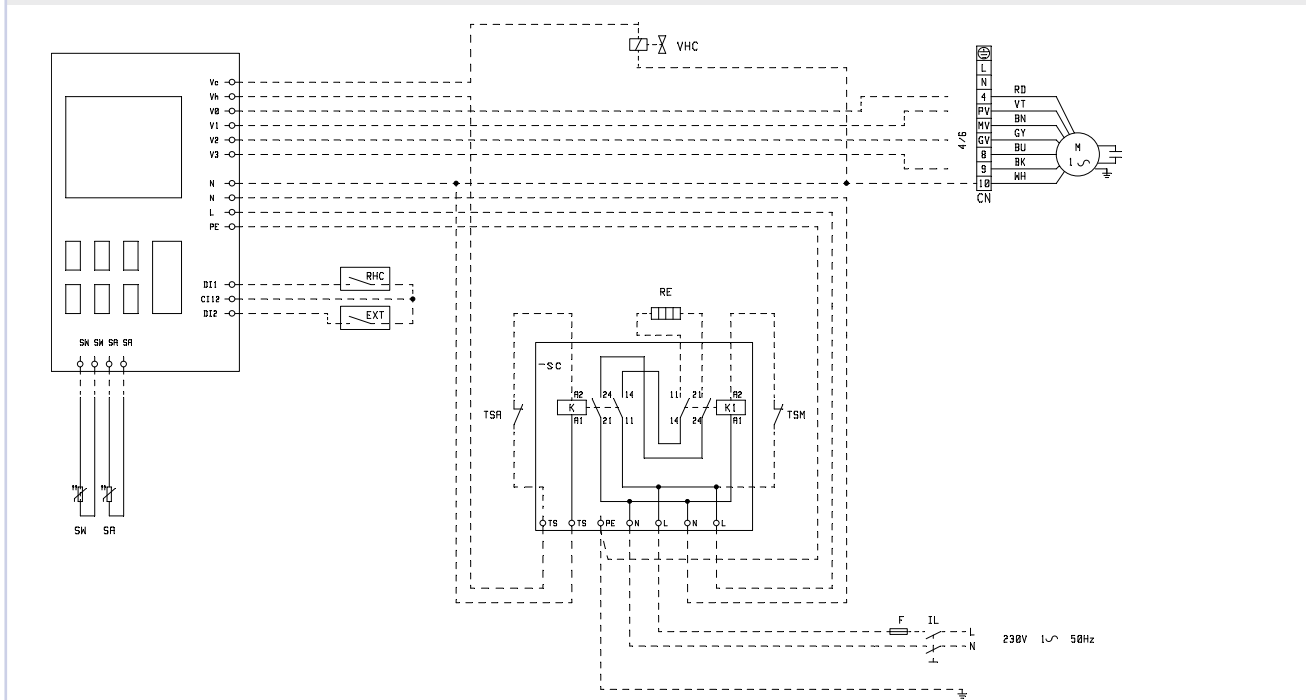 VHC
Vc
Vh
V0
V1
V2
V3
N
N
L
PE
DI1
CI12
DI2
RHC
EXT
SW SW SA SA
SW SA
L
N
4
PV
MV
GV
8
9
10
CN
4/6
RD
VT
BN
GY
BU
BK
WH
M
1
RE
SC
TSA
K
A2
A1
24 14
21 11
11 21
14 24
K1
A2
A1
TSM
TS TS PE N L N L
F IL
L
N
230V 1 50Hz